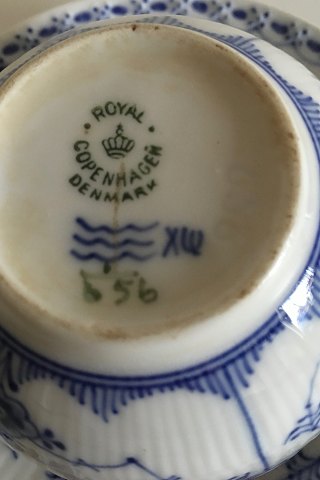 ROYAL
COPENHAGEN
DENMARK
XW
656